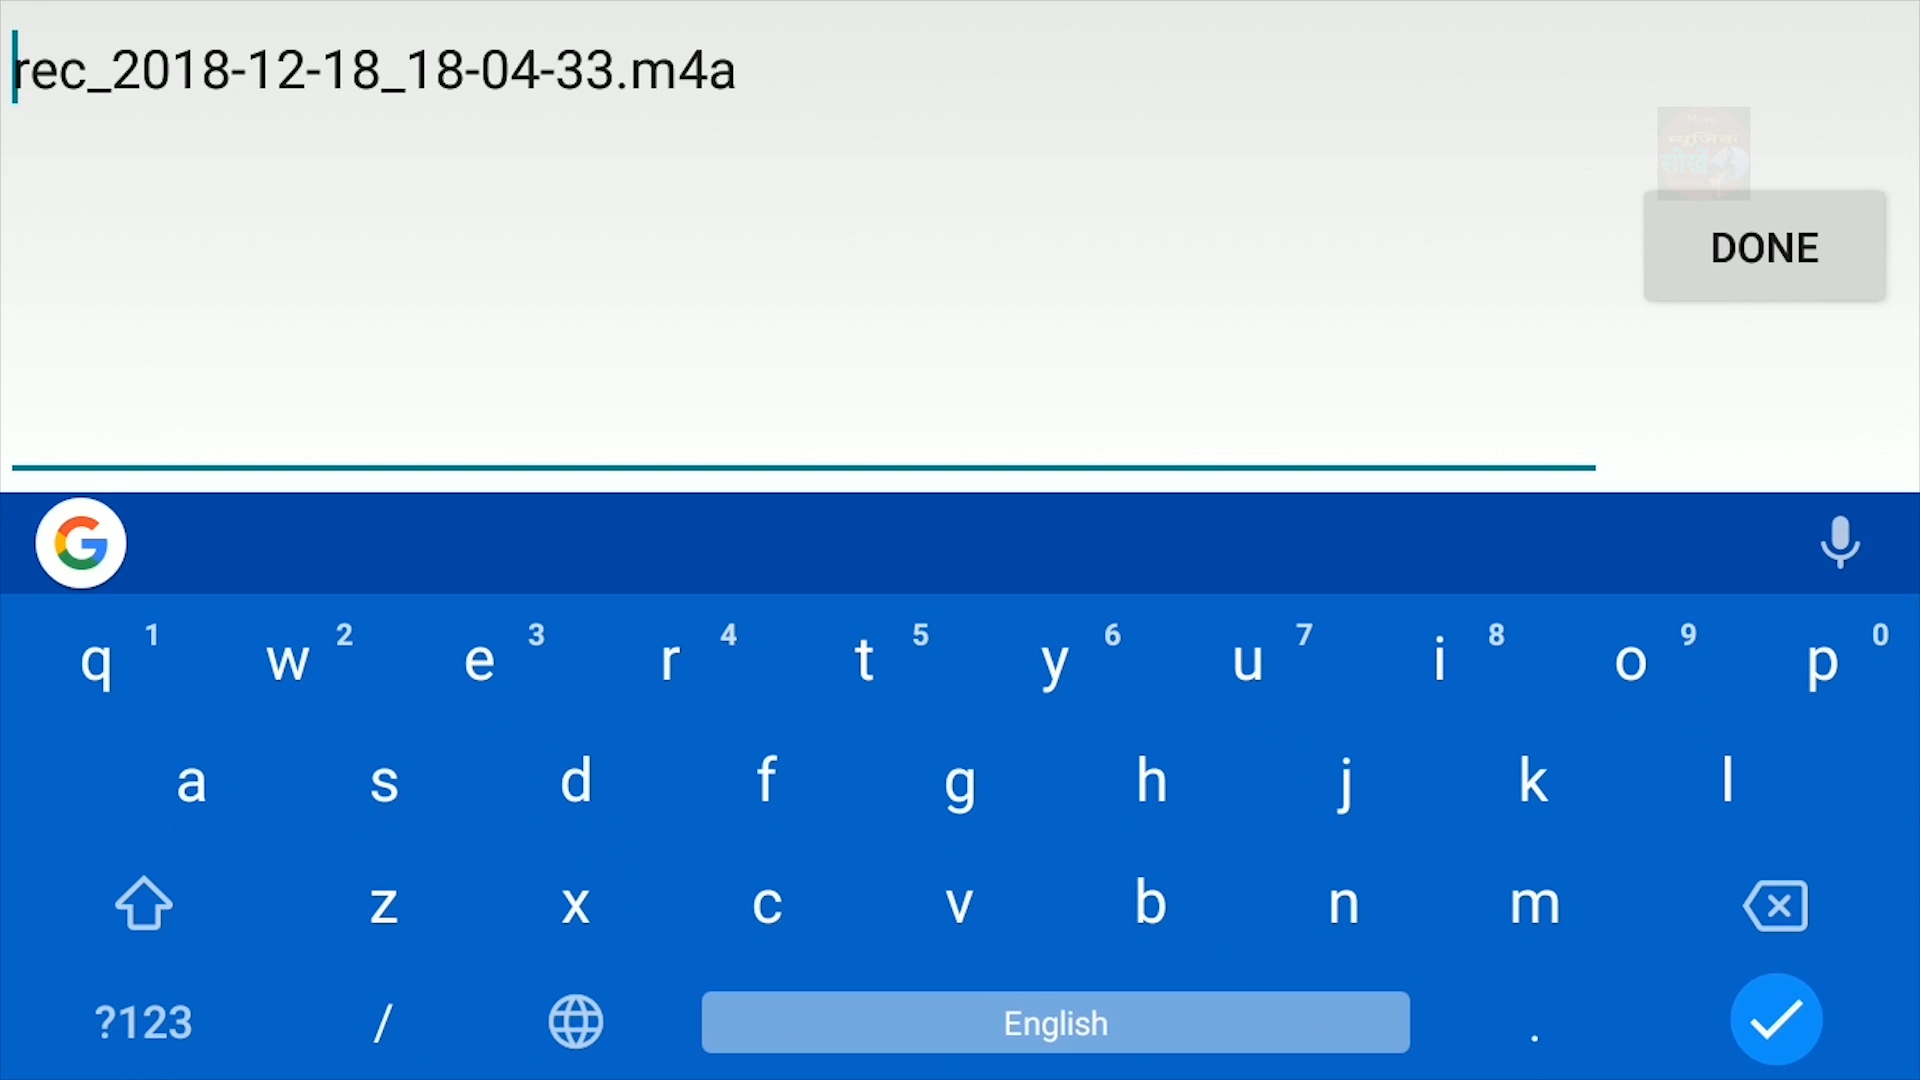 rec_2018-12-18_18-04-33.m4a
म्यूजिक
सीखें
DONE
q 1 w 2 e 3 r 4 t 5 y 6 u 7 i 8 o 9 p 0
a s d f g h j k l
z x c v b n m
?123 / English .